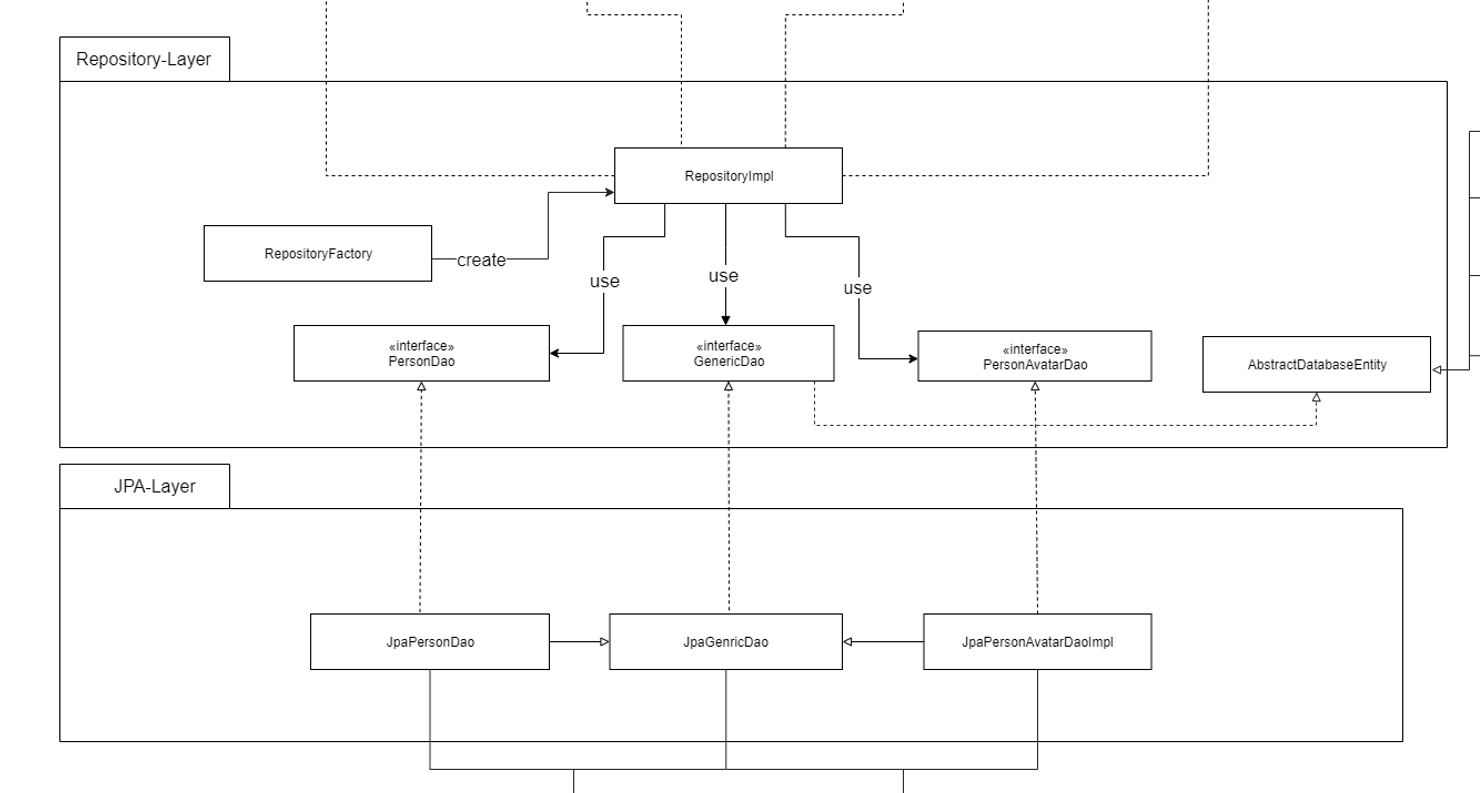 Repository-Layer
RepositoryImpl
RepositoryFactory
create
use
use
use
«interface»
PersonDao
«interface»
GenericDao
«interface»
PersonAvatarDao
AbstractDatabaseEntity
JPA-Layer
JpaPersonDao
JpaGenricDao
JpaPersonAvatarDaoImpl